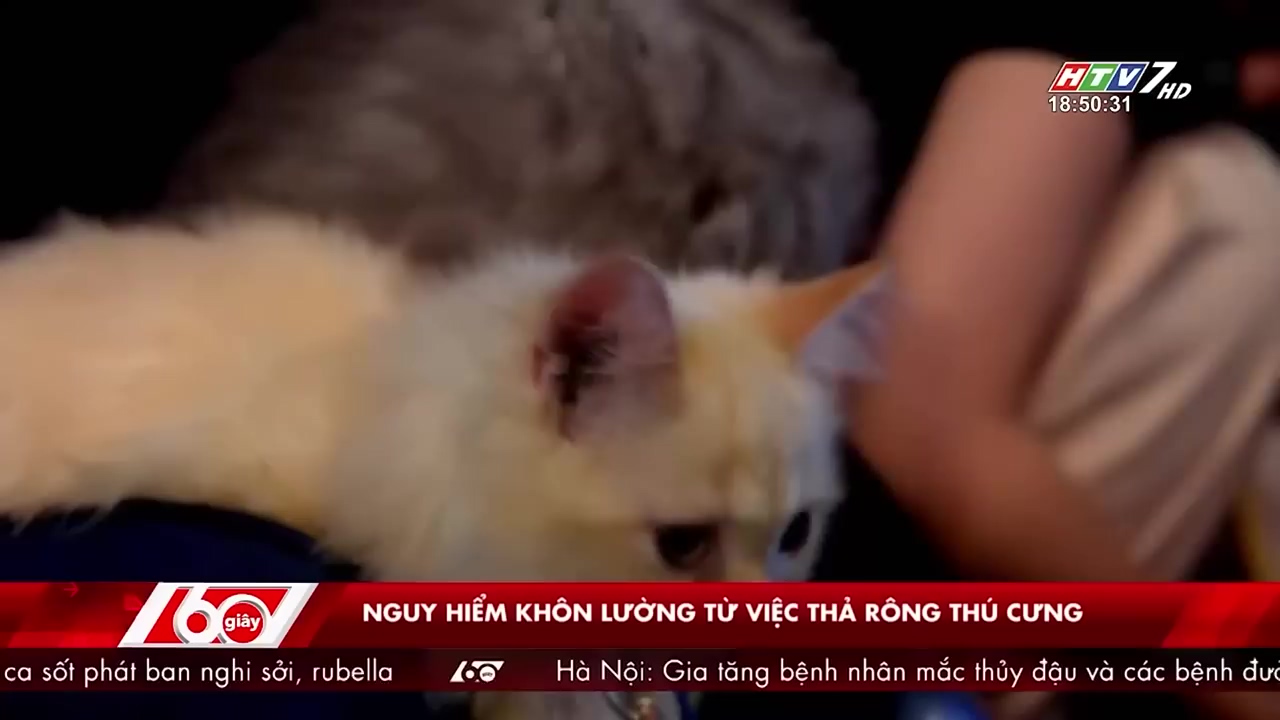 HTV7 HD
18:50:31
60 giây
NGUY HIỂM KHÔN LƯỜNG TỪ VIỆC THẢ RÔNG THÚ CƯNG
ca sốt phát ban nghi sởi, rubella 60 giây Hà Nội: Gia tăng bệnh nhân mắc thủy đậu và các bệnh